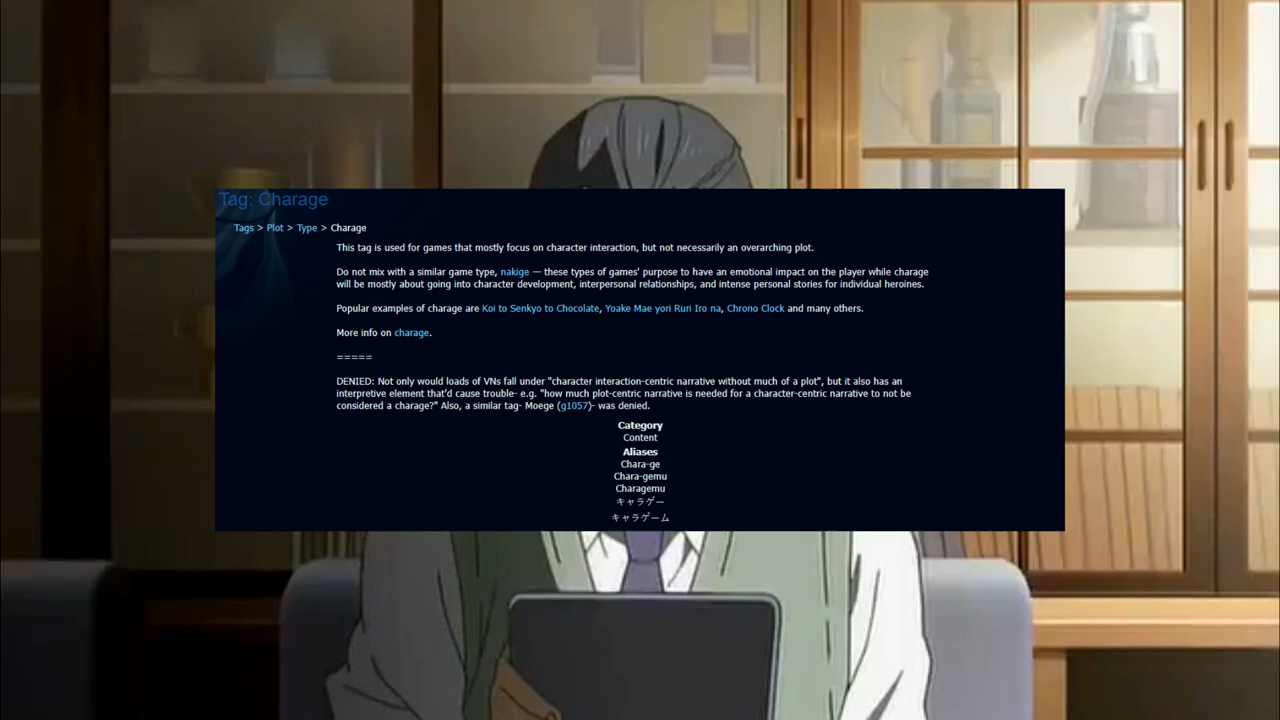 Tag: Charage
Tags > Plot > Type > Charage
This tag is used for games that mostly focus on character interaction, but not necessarily an overarching plot.
Do not mix with a similar game type, nakige — these types of games' purpose to have an emotional impact on the player while charage
will be mostly about going into character development, interpersonal relationships, and intense personal stories for individual heroines.
Popular examples of charage are Koi to Senkyo to Chocolate, Yoake Mae yori Ruri Iro na, Chrono Clock and many others.
More info on charage.
=====
DENIED: Not only would loads of VNs fall under "character interaction-centric narrative without much of a plot", but it also has an
interpretive element that'd cause trouble- e.g. "how much plot-centric narrative is needed for a character-centric narrative to not be
considered a charage?" Also, a similar tag- Moege (g1057)- was denied.
Category
Content
Aliases
Chara-ge
Chara-gemu
Charagemu
キャラゲー
キャラゲーム